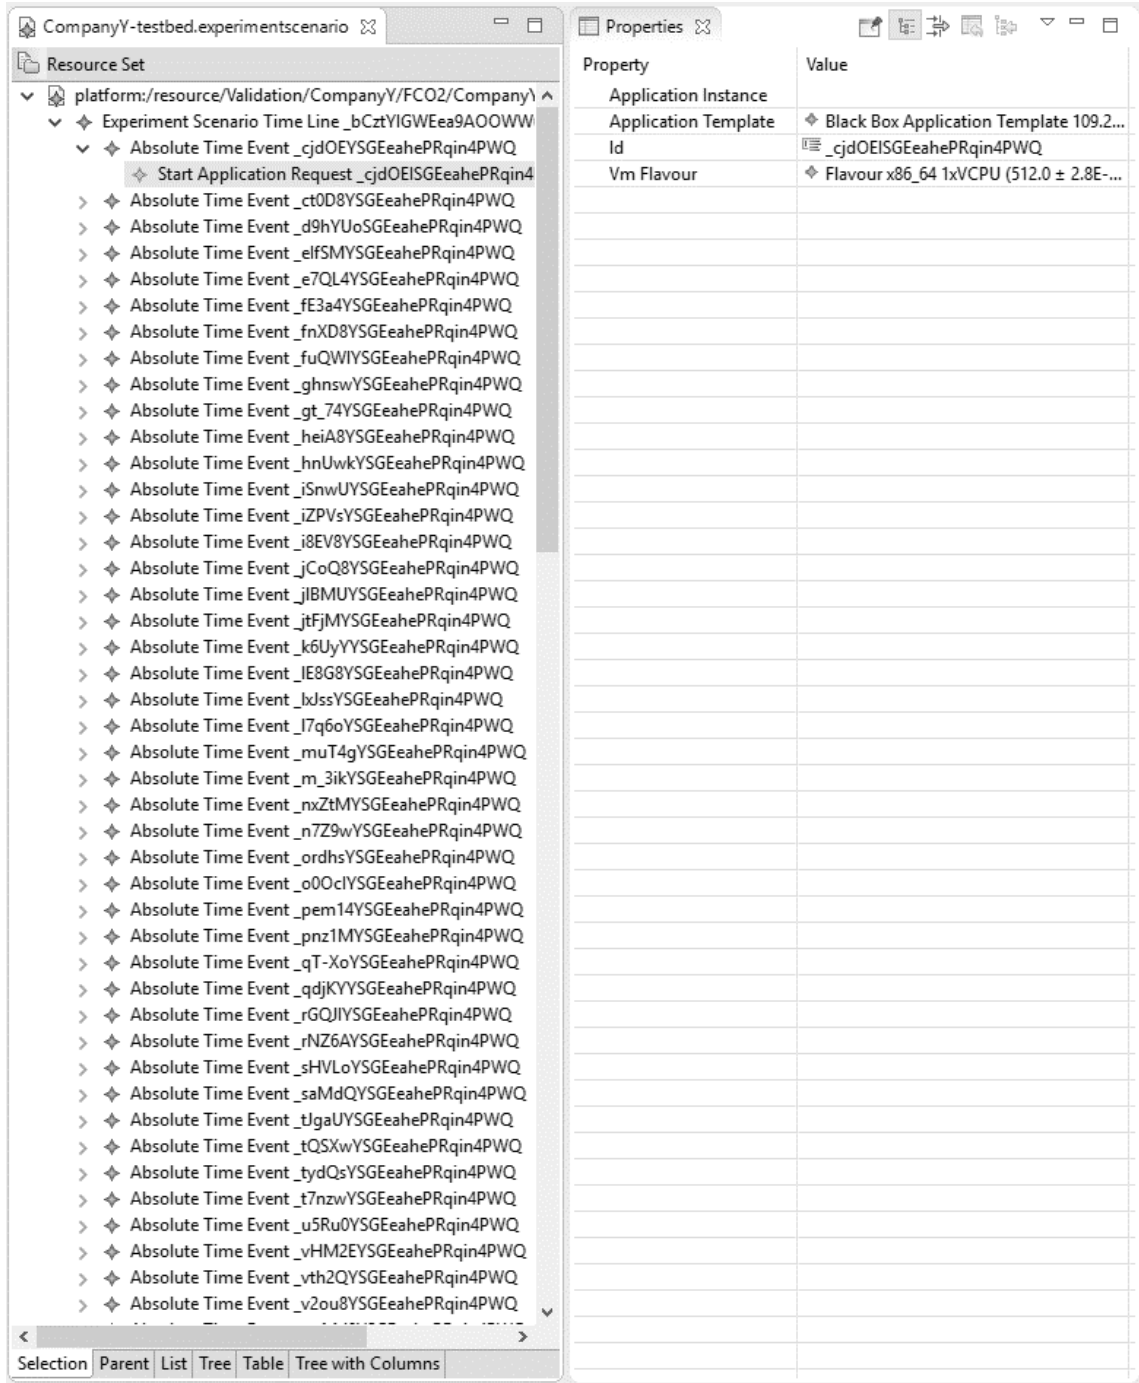 CompanyY-testbed.experimentscenario
Resource Set
platform:/resource/Validation/CompanyY/FCO2/Company
Experiment Scenario Time Line _bCztYIGWEea9AOOWW
Absolute Time Event _cjdOEYSGEeahePRqin4PWQ
Start Application Request _cjdOEISGEeahePRqin4
Absolute Time Event _ct0D8YSGEeahePRqin4PWQ
Absolute Time Event _d9hYUoSGEeahePRqin4PWQ
Absolute Time Event _elfSMYSGEeahePRqin4PWQ
Absolute Time Event _e7QL4YSGEeahePRqin4PWQ
Absolute Time Event _fE3a4YSGEeahePRqin4PWQ
Absolute Time Event _fnXD8YSGEeahePRqin4PWQ
Absolute Time Event _fuQWIYSGEeahePRqin4PWQ
Absolute Time Event _ghnswYSGEeahePRqin4PWQ
Absolute Time Event _gt_74YSGEeahePRqin4PWQ
Absolute Time Event _heiA8YSGEeahePRqin4PWQ
Absolute Time Event _hnUwkYSGEeahePRqin4PWQ
Absolute Time Event _iSnwUYSGEeahePRqin4PWQ
Absolute Time Event _iZPVsYSGEeahePRqin4PWQ
Absolute Time Event _i8EV8YSGEeahePRqin4PWQ
Absolute Time Event _jCoQ8YSGEeahePRqin4PWQ
Absolute Time Event _jIBMUYSGEeahePRqin4PWQ
Absolute Time Event _jtFjMYSGEeahePRqin4PWQ
Absolute Time Event _k6UyYYSGEeahePRqin4PWQ
Absolute Time Event _lE8G8YSGEeahePRqin4PWQ
Absolute Time Event _lxJssYSGEeahePRqin4PWQ
Absolute Time Event _l7q6oYSGEeahePRqin4PWQ
Absolute Time Event _muT4gYSGEeahePRqin4PWQ
Absolute Time Event _m_3ikYSGEeahePRqin4PWQ
Absolute Time Event _nxZtMYSGEeahePRqin4PWQ
Absolute Time Event _n7Z9wYSGEeahePRqin4PWQ
Absolute Time Event _ordhsYSGEeahePRqin4PWQ
Absolute Time Event _o0OcIYSGEeahePRqin4PWQ
Absolute Time Event _pem14YSGEeahePRqin4PWQ
Absolute Time Event _pnz1MYSGEeahePRqin4PWQ
Absolute Time Event _qT-XoYSGEeahePRqin4PWQ
Absolute Time Event _qdjKYYSGEeahePRqin4PWQ
Absolute Time Event _rGQJIYSGEeahePRqin4PWQ
Absolute Time Event _rNZ6AYSGEeahePRqin4PWQ
Absolute Time Event _sHVLoYSGEeahePRqin4PWQ
Absolute Time Event _saMdQYSGEeahePRqin4PWQ
Absolute Time Event _tJgaUYSGEeahePRqin4PWQ
Absolute Time Event _tQSXwYSGEeahePRqin4PWQ
Absolute Time Event _tydQsYSGEeahePRqin4PWQ
Absolute Time Event _t7nzwYSGEeahePRqin4PWQ
Absolute Time Event _u5Ru0YSGEeahePRqin4PWQ
Absolute Time Event _vHM2EYSGEeahePRqin4PWQ
Absolute Time Event _vth2QYSGEeahePRqin4PWQ
Absolute Time Event _v2ou8YSGEeahePRqin4PWQ
Selection Parent List Tree Table Tree with Columns
Properties
Property Value
Application Instance
Application Template Black Box Application Template 109.2...
Id _cjdOEISGEeahePRqin4PWQ
Vm Flavour Flavour x86_64 1xVCPU (512.0 ± 2.8E-...